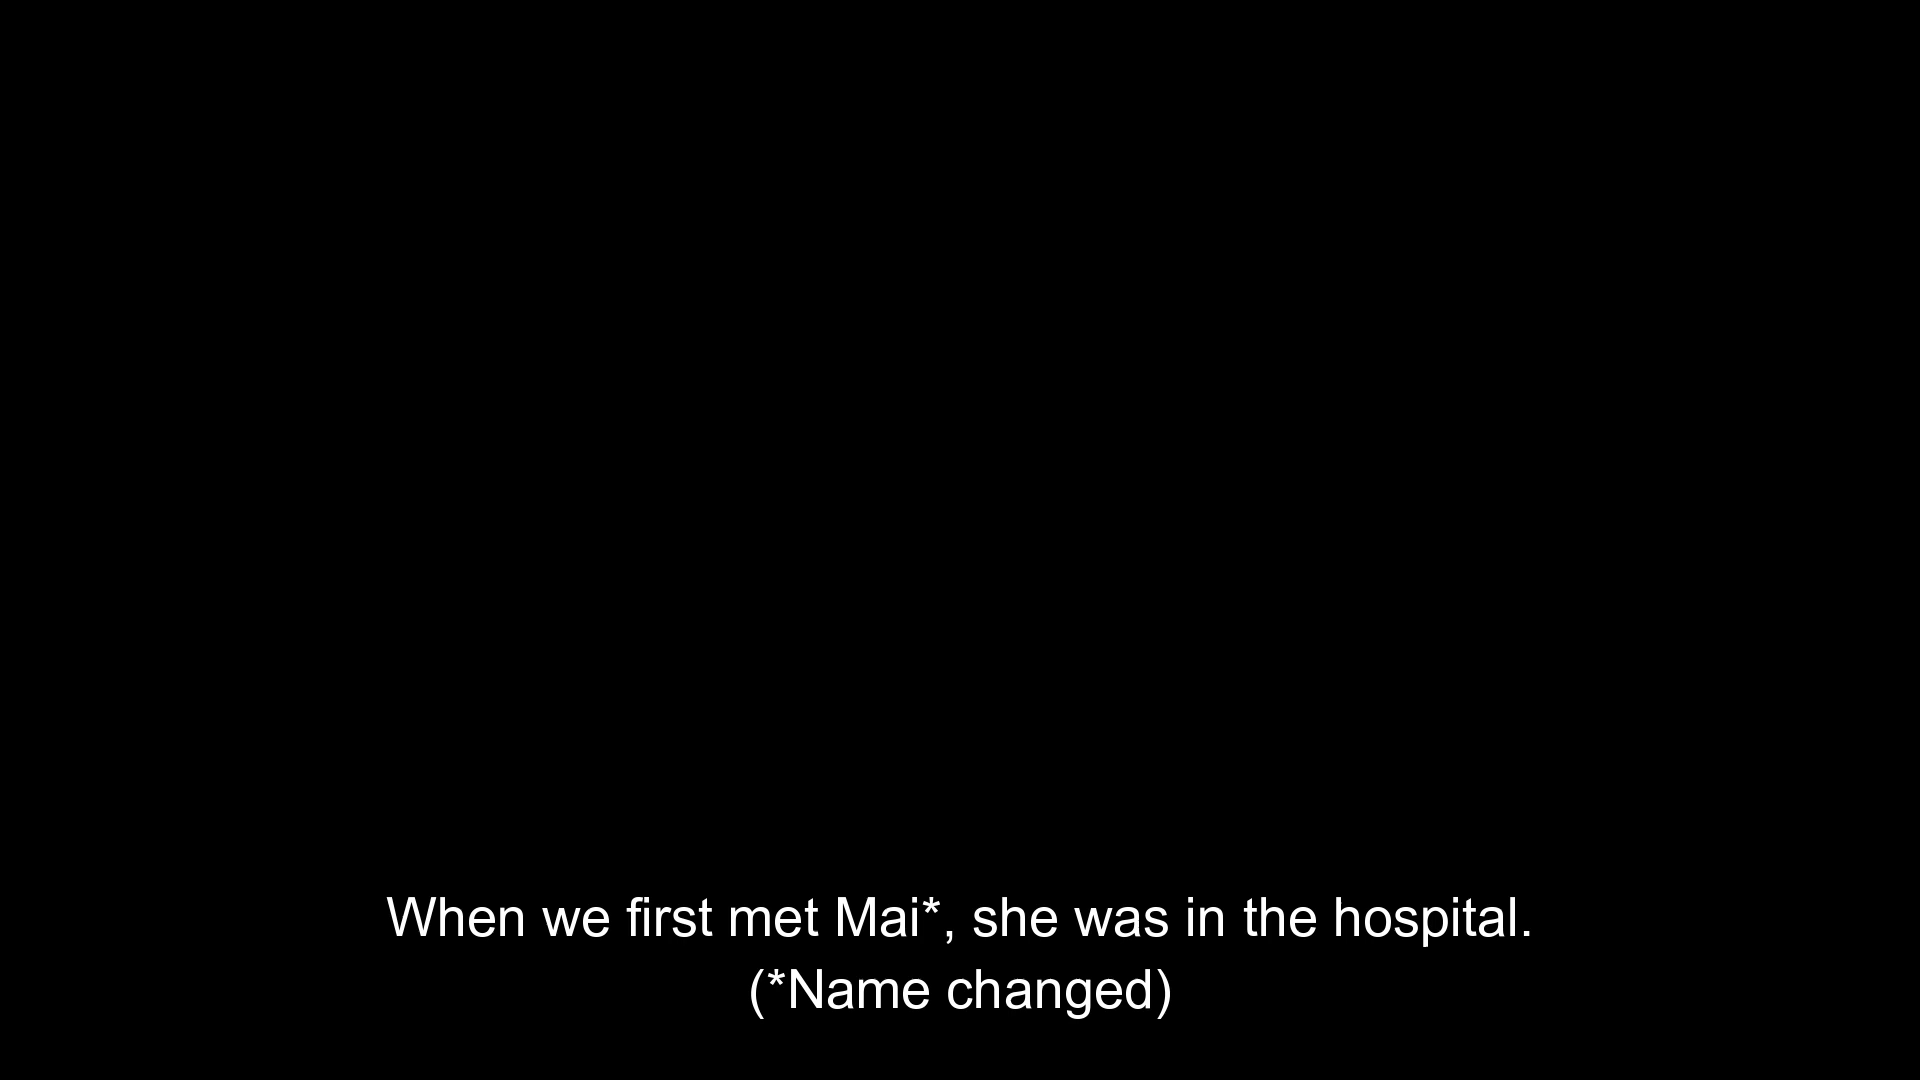 When we first met Mai*, she was in the hospital.
(*Name changed)